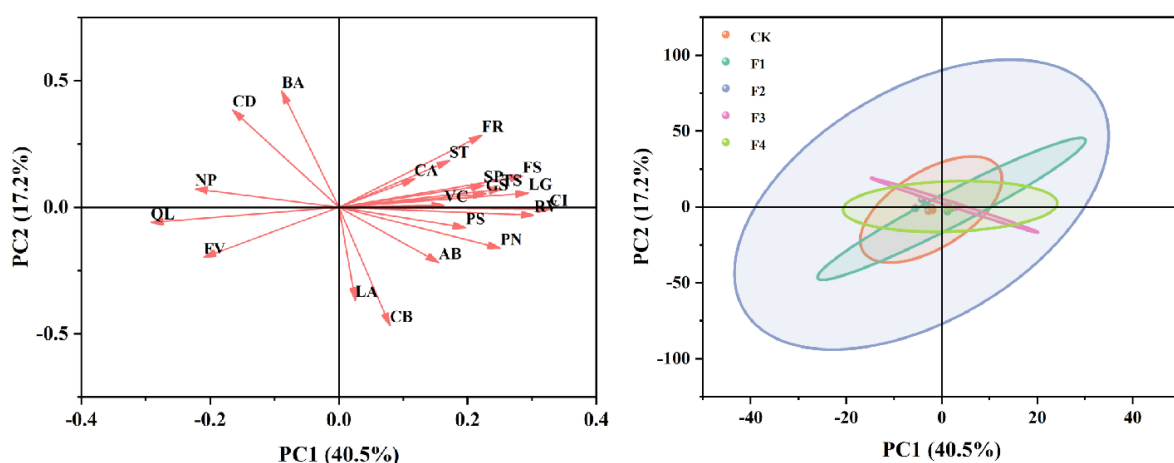 0.5
0.0
-0.5
PC2 (17.2%)
BA
CD
FR
ST
CA
SP
FS
GS
TS
LG
NP
VC
CI
RV
QL
PS
PN
FV
AB
LA
CB
-0.4
-0.2
0.0
0.2
0.4
PC1 (40.5%)
CK
F1
F2
F3
F4
100
50
0
-50
-100
PC2 (17.2%)
-40
-20
0
20
40
PC1 (40.5%)